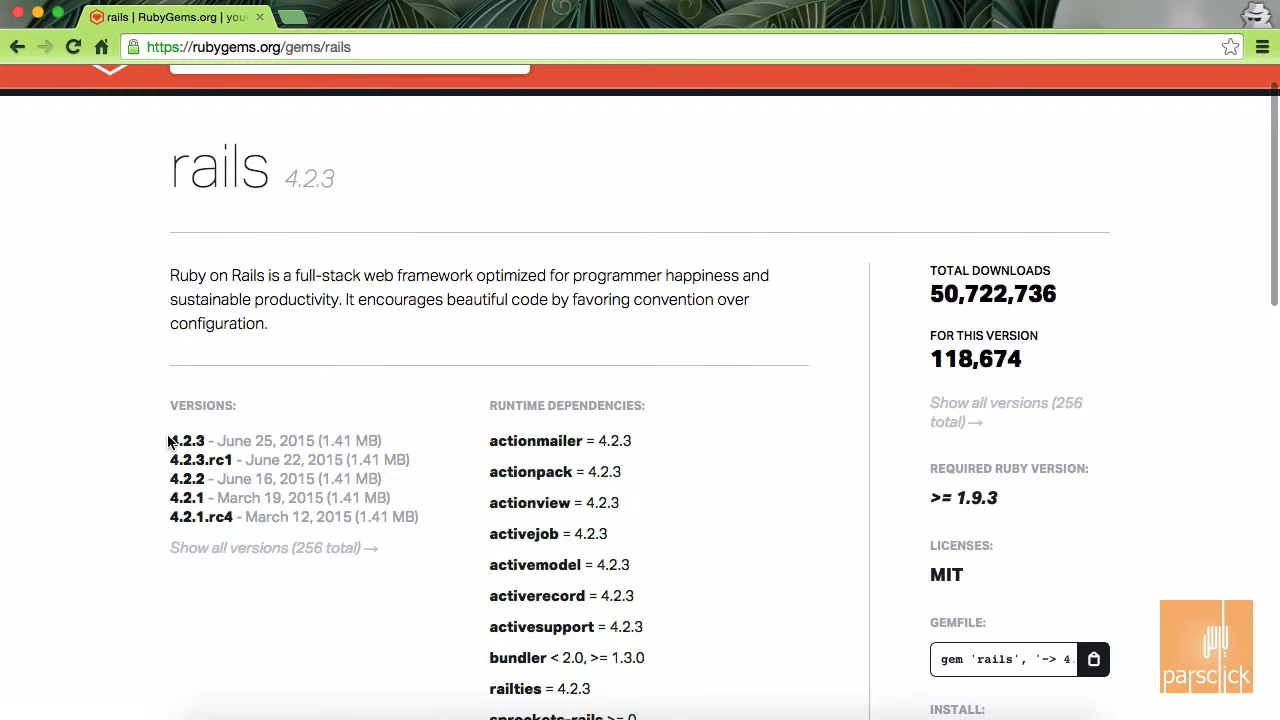 rails | RubyGems.org | you
https://rubygems.org/gems/rails
rails 4.2.3
Ruby on Rails is a full-stack web framework optimized for programmer happiness and
sustainable productivity. It encourages beautiful code by favoring convention over
configuration.
VERSIONS:
4.2.3 - June 25, 2015 (1.41 MB)
4.2.3.rc1 - June 22, 2015 (1.41 MB)
4.2.2 - June 16, 2015 (1.41 MB)
4.2.1 - March 19, 2015 (1.41 MB)
4.2.1.rc4 - March 12, 2015 (1.41 MB)
Show all versions (256 total) →
RUNTIME DEPENDENCIES:
actionmailer = 4.2.3
actionpack = 4.2.3
actionview = 4.2.3
activejob = 4.2.3
activemodel = 4.2.3
activerecord = 4.2.3
activesupport = 4.2.3
bundler < 2.0, >= 1.3.0
railties = 4.2.3
sprockets-rails >= 0
TOTAL DOWNLOADS
50,722,736
FOR THIS VERSION
118,674
Show all versions (256
total) →
REQUIRED RUBY VERSION:
>= 1.9.3
LICENSES:
MIT
GEMFILE:
gem 'rails', '~> 4.
INSTALL:
parsclick